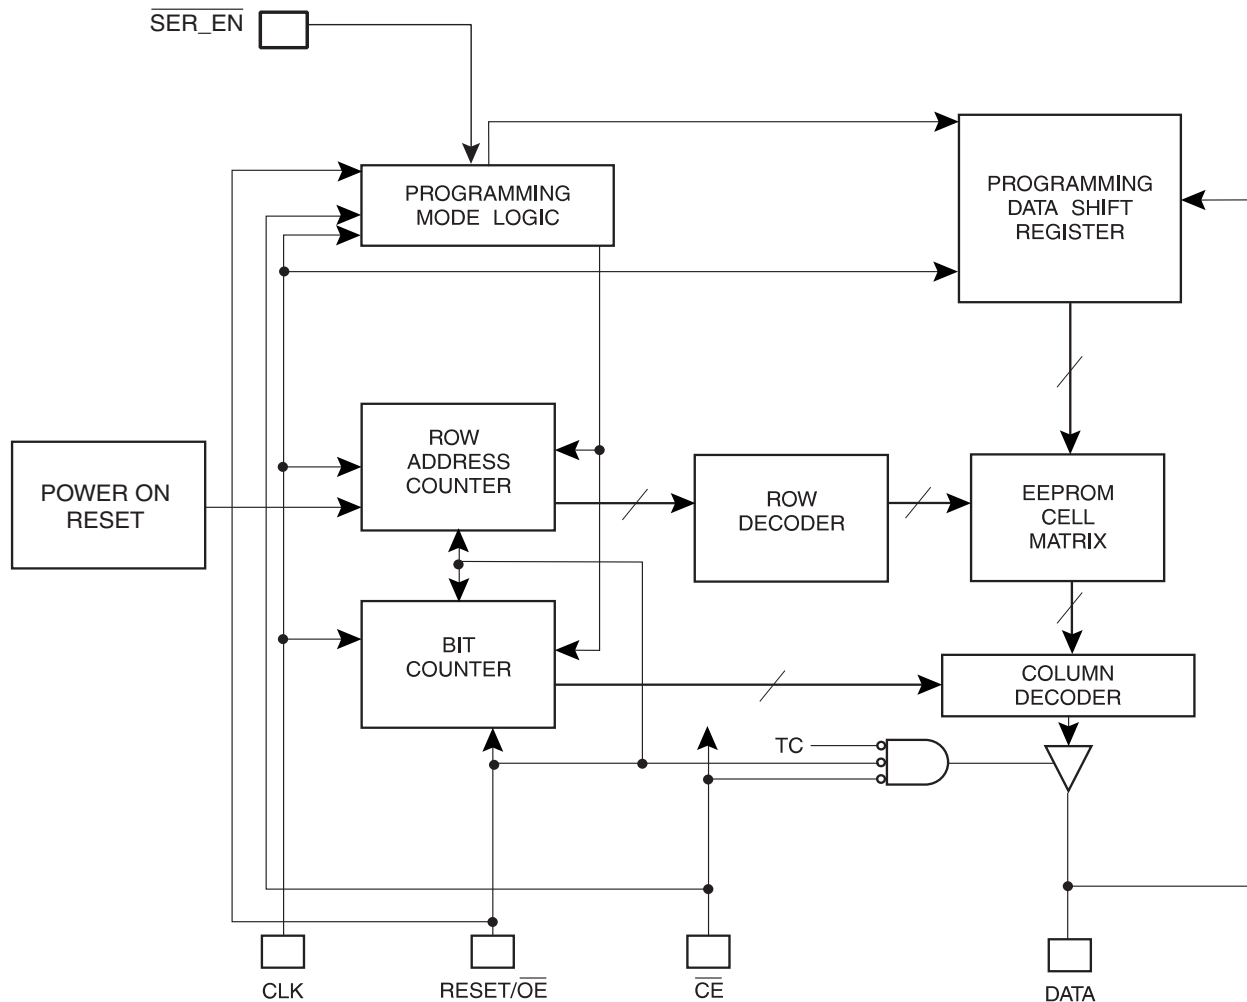 SER_EN
PROGRAMMING
MODE LOGIC
PROGRAMMING
DATA SHIFT
REGISTER
ROW
ADDRESS
COUNTER
POWER ON
RESET
ROW
DECODER
EEPROM
CELL
MATRIX
BIT
COUNTER
COLUMN
DECODER
TC
CLK
RESET/OE
CE
DATA